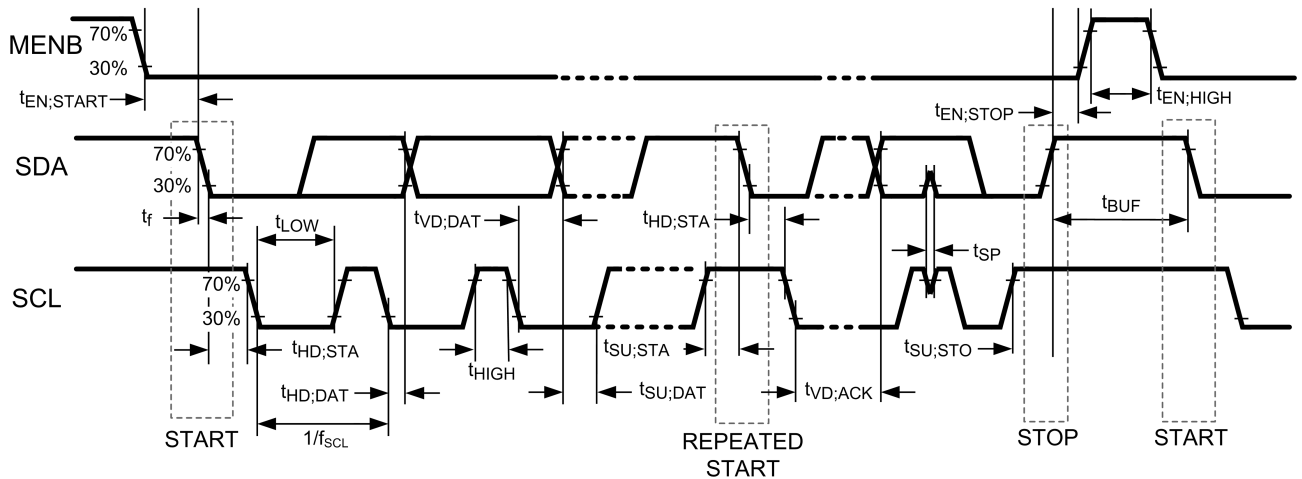 MENB
70%
30%
tEN;START
tEN;STOP
tEN;HIGH
SDA
70%
30%
tf
tLOW
tVD;DAT
tHD;STA
tBUF
tSP
SCL
70%
30%
tHD;STA
tHIGH
tSU;STA
tSU;STO
tHD;DAT
tSU;DAT
tVD;ACK
1/fSCL
START
REPEATED
START
STOP
START